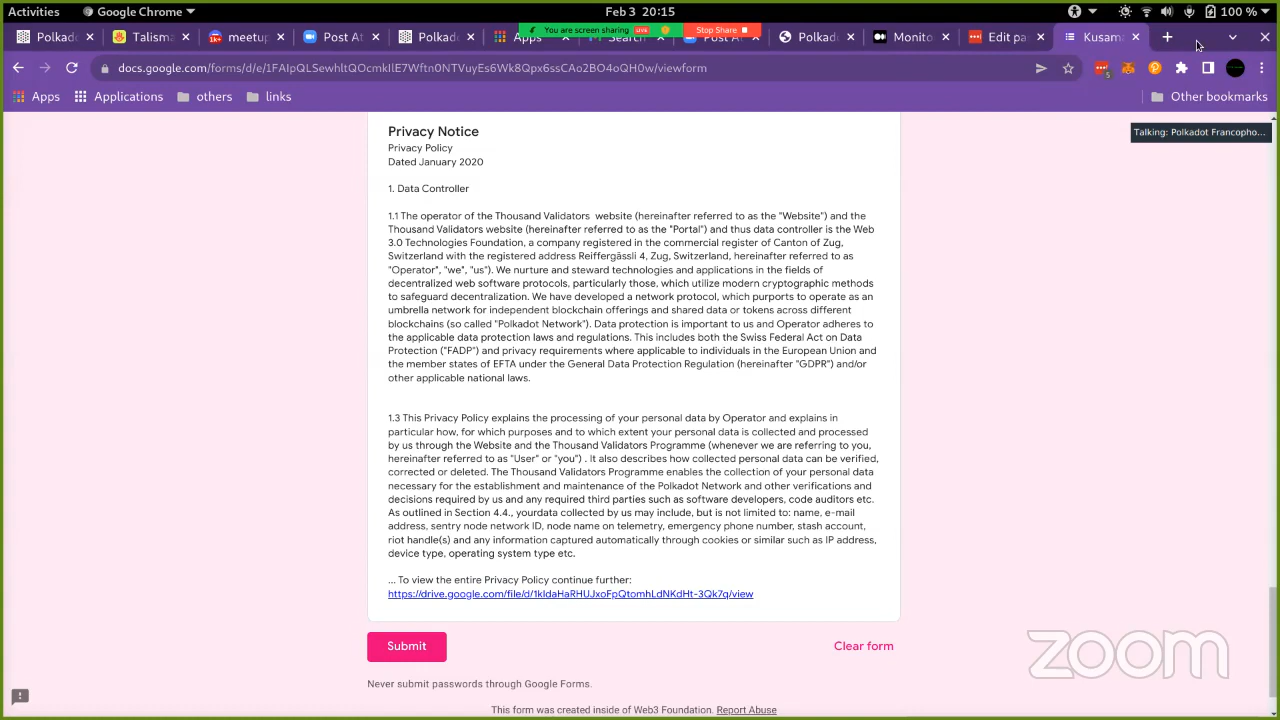 Activities
Google Chrome
Feb 3 20:15
100 %
You are screen sharing
LIVE
Stop Share
Polkad
Talisma
1K+
meetup
Post At
Polkad
Apps
Search
Post A
Polkad
Monito
Edit pa
Kusam
docs.google.com/forms/d/e/1FAIpQLSewhltQOcmkIlE7Wftn0NTVuyEs6Wk8Qpx6ssCAo2BO4oQH0w/viewform
5
Apps
Applications
others
links
Other bookmarks
Talking: Polkadot Francopho...
Privacy Notice
Privacy Policy
Dated January 2020
1. Data Controller
1.1 The operator of the Thousand Validators website (hereinafter referred to as the "Website") and the
Thousand Validators website (hereinafter referred to as the "Portal") and thus data controller is the Web
3.0 Technologies Foundation, a company registered in the commercial register of Canton of Zug,
Switzerland with the registered address Reiffergässli 4, Zug, Switzerland, hereinafter referred to as
"Operator", "we", "us"). We nurture and steward technologies and applications in the fields of
decentralized web software protocols, particularly those, which utilize modern cryptographic methods
to safeguard decentralization. We have developed a network protocol, which purports to operate as an
umbrella network for independent blockchain offerings and shared data or tokens across different
blockchains (so called "Polkadot Network"). Data protection is important to us and Operator adheres to
the applicable data protection laws and regulations. This includes both the Swiss Federal Act on Data
Protection ("FADP") and privacy requirements where applicable to individuals in the European Union and
the member states of EFTA under the General Data Protection Regulation (hereinafter "GDPR") and/or
other applicable national laws.
1.3 This Privacy Policy explains the processing of your personal data by Operator and explains in
particular how, for which purposes and to which extent your personal data is collected and processed
by us through the Website and the Thousand Validators Programme (whenever we are referring to you,
hereinafter referred to as "User" or "you") . It also describes how collected personal data can be verified,
corrected or deleted. The Thousand Validators Programme enables the collection of your personal data
necessary for the establishment and maintenance of the Polkadot Network and other verifications and
decisions required by us and any required third parties such as software developers, code auditors etc.
As outlined in Section 4.4., yourdata collected by us may include, but is not limited to: name, e-mail
address, sentry node network ID, node name on telemetry, emergency phone number, stash account,
riot handle(s) and any information captured automatically through cookies or similar such as IP address,
device type, operating system type etc.
... To view the entire Privacy Policy continue further:
https://drive.google.com/file/d/1kIdaHaRHUJxoFpQtomhLdNKdHt-3Qk7q/view
Submit
Clear form
Never submit passwords through Google Forms.
This form was created inside of Web3 Foundation. Report Abuse
zoom